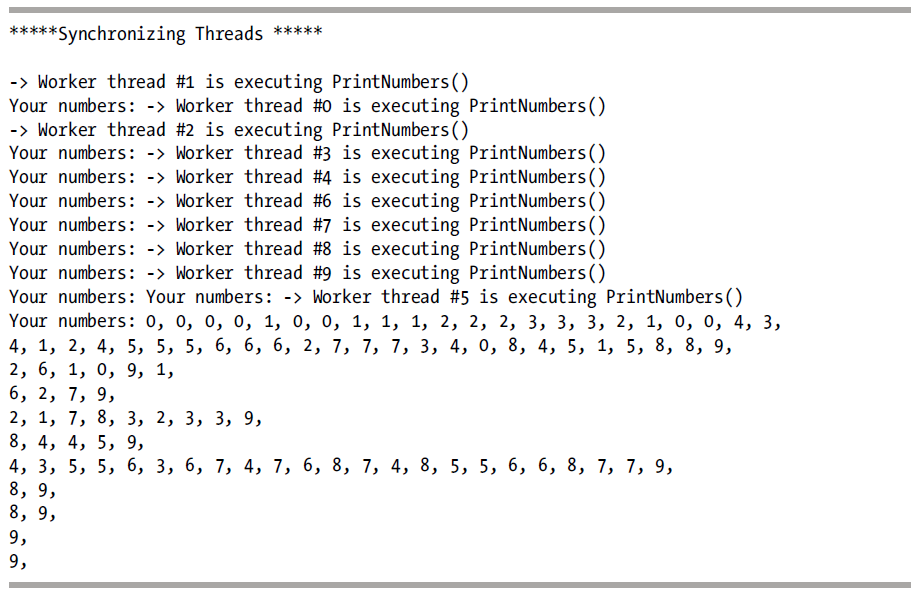 *****Synchronizing Threads *****
-> Worker thread #1 is executing PrintNumbers()
Your numbers: -> Worker thread #0 is executing PrintNumbers()
-> Worker thread #2 is executing PrintNumbers()
Your numbers: -> Worker thread #3 is executing PrintNumbers()
Your numbers: -> Worker thread #4 is executing PrintNumbers()
Your numbers: -> Worker thread #6 is executing PrintNumbers()
Your numbers: -> Worker thread #7 is executing PrintNumbers()
Your numbers: -> Worker thread #8 is executing PrintNumbers()
Your numbers: -> Worker thread #9 is executing PrintNumbers()
Your numbers: Your numbers: -> Worker thread #5 is executing PrintNumbers()
Your numbers: 0, 0, 0, 0, 1, 0, 0, 1, 1, 1, 2, 2, 2, 3, 3, 3, 2, 1, 0, 0, 4, 3,
4, 1, 2, 4, 5, 5, 5, 6, 6, 6, 2, 7, 7, 7, 3, 4, 0, 8, 4, 5, 1, 5, 8, 8, 9,
2, 6, 1, 0, 9, 1,
6, 2, 7, 9,
2, 1, 7, 8, 3, 2, 3, 3, 9,
8, 4, 4, 5, 9,
4, 3, 5, 5, 6, 3, 6, 7, 4, 7, 6, 8, 7, 4, 8, 5, 5, 6, 6, 8, 7, 7, 9,
8, 9,
8, 9,
9,
9,